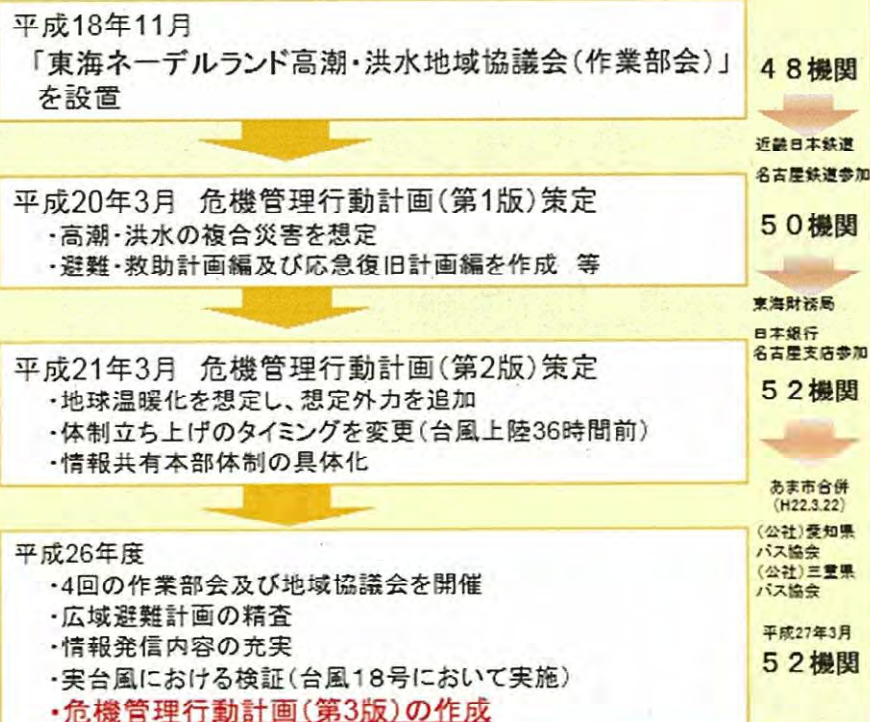 平成18年11月
「東海ネーデルランド高潮・洪水地域協議会(作業部会)」
を設置
平成20年3月 危機管理行動計画(第1版)策定
・高潮・洪水の複合災害を想定
・避難・救助計画編及び応急復旧計画編を作成 等
平成21年3月 危機管理行動計画(第2版)策定
・地球温暖化を想定し、想定外力を追加
・体制立ち上げのタイミングを変更(台風上陸36時間前)
・情報共有本部体制の具体化
平成26年度
・4回の作業部会及び地域協議会を開催
・広域避難計画の精査
・情報発信内容の充実
・実台風における検証(台風18号において実施)
・危機管理行動計画(第3版)の作成
48機関
近畿日本鉄道
名古屋鉄道参加
50機関
東海財務局
日本銀行
名古屋支店参加
52機関
あま市合併
(H22.3.22)
(公社)愛知県
バス協会
(公社)三重県
バス協会
平成27年3月
52機関